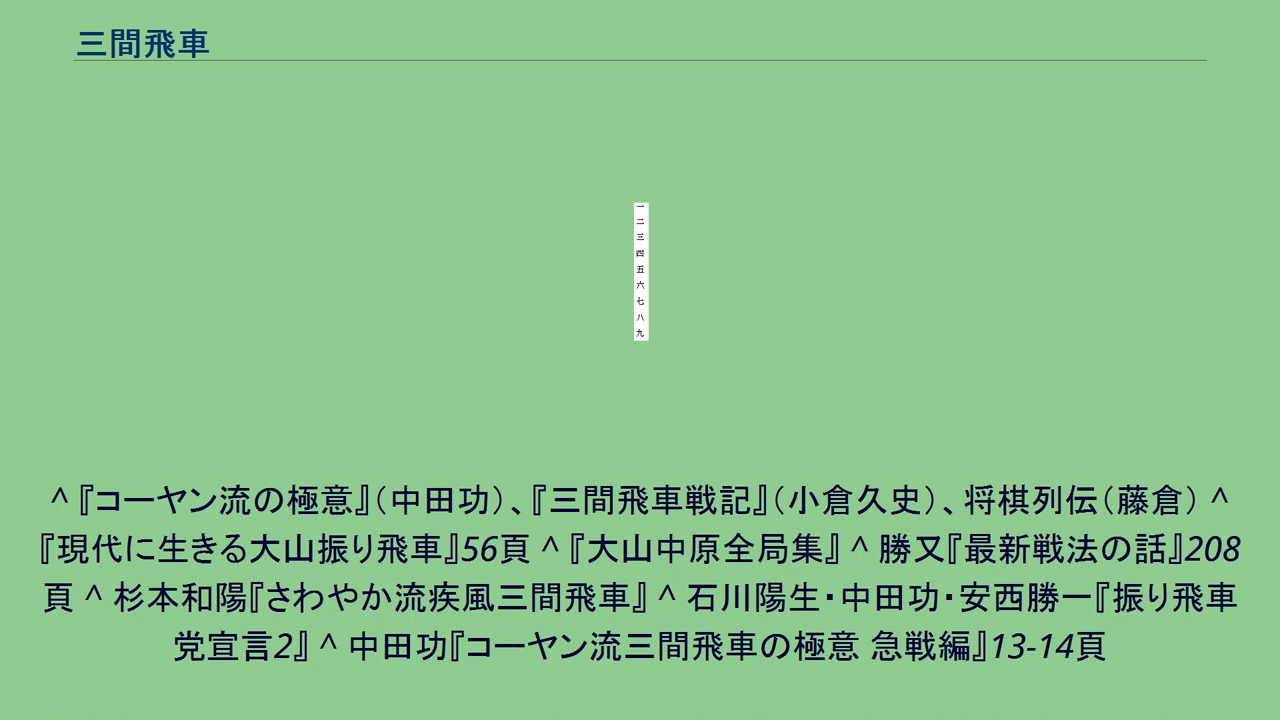 三間飛車
一
二
三
四
五
六
七
八
九
^『コーヤン流の極意』（中田功）、『三間飛車戦記』（小倉久史）、将棋列伝（藤倉） ^
『現代に生きる大山振り飛車』56頁 ^『大山中原全局集』 ^ 勝又『最新戦法の話』208
頁 ^ 杉本和陽『さわやか流疾風三間飛車』 ^ 石川陽生・中田功・安西勝一『振り飛車
党宣言2』 ^ 中田功『コーヤン流三間飛車の極意 急戦編』13-14頁